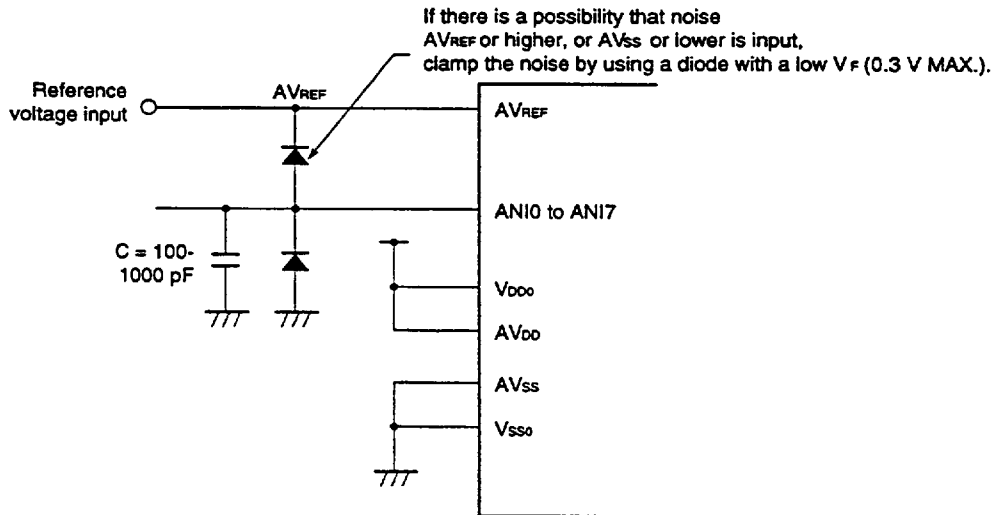 If there is a possibility that noise
AVREF or higher, or AVSS or lower is input,
clamp the noise by using a diode with a low VF (0.3 V MAX.).
Reference
voltage input
AVREF
AVREF
ANI0 to ANI7
C = 100-
1000 pF
VDD0
AVDD
AVSS
VSS0